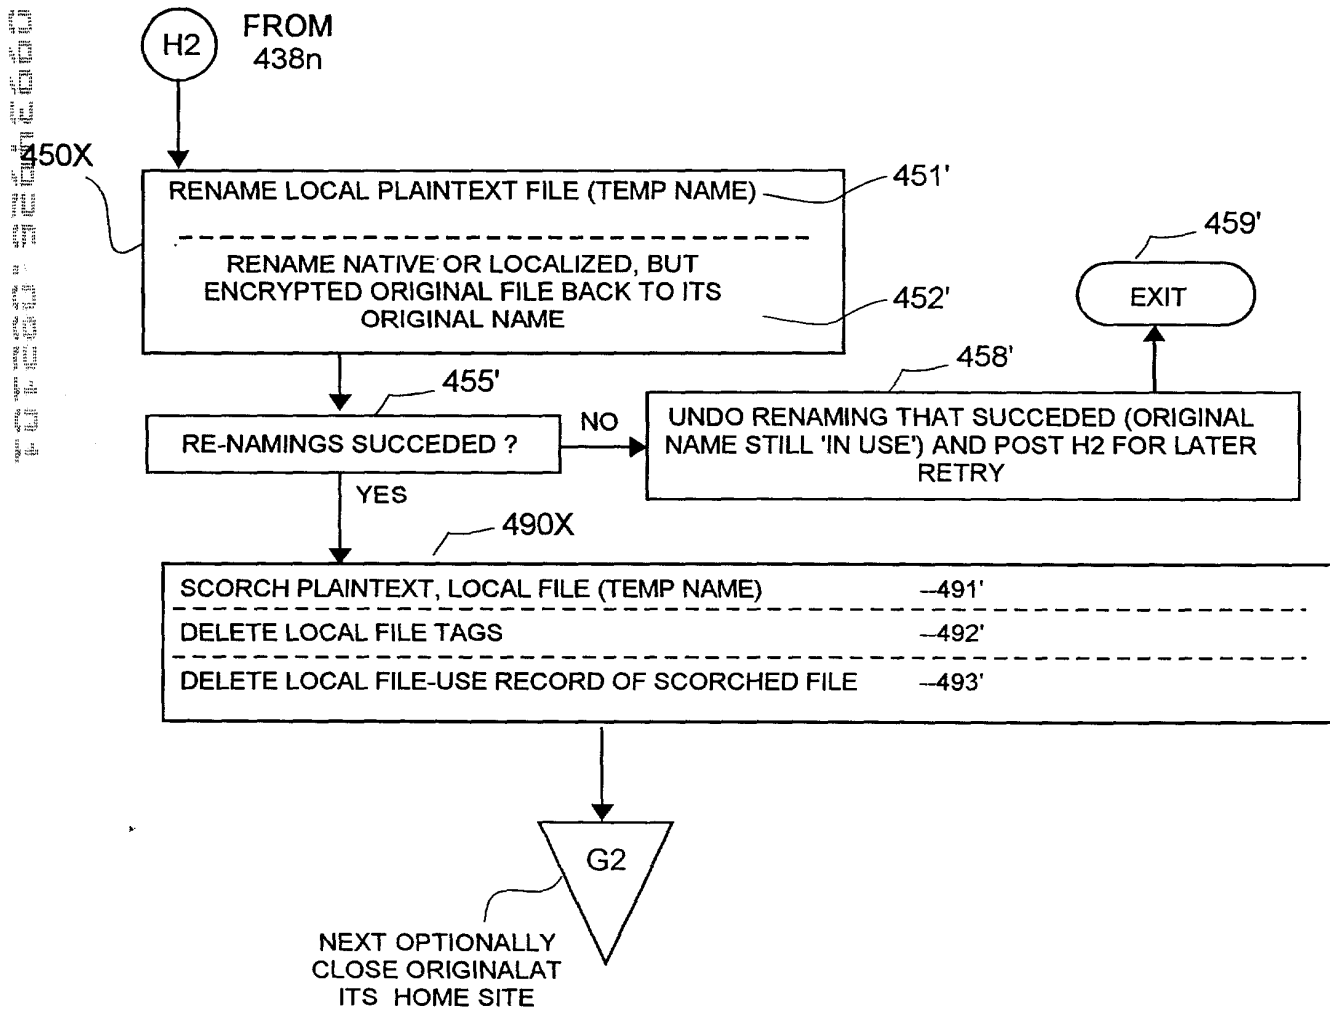 H2
FROM
438n
450X
RENAME LOCAL PLAINTEXT FILE (TEMP NAME)
451'
RENAME NATIVE OR LOCALIZED, BUT
ENCRYPTED ORIGINAL FILE BACK TO ITS
ORIGINAL NAME
452'
459'
EXIT
455'
RE-NAMINGS SUCCEDED ?
NO
458'
UNDO RENAMING THAT SUCCEDED (ORIGINAL
NAME STILL 'IN USE') AND POST H2 FOR LATER
RETRY
YES
490X
SCORCH PLAINTEXT, LOCAL FILE (TEMP NAME) --491'
DELETE LOCAL FILE TAGS --492'
DELETE LOCAL FILE-USE RECORD OF SCORCHED FILE --493'
G2
NEXT OPTIONALLY
CLOSE ORIGINALAT
ITS HOME SITE